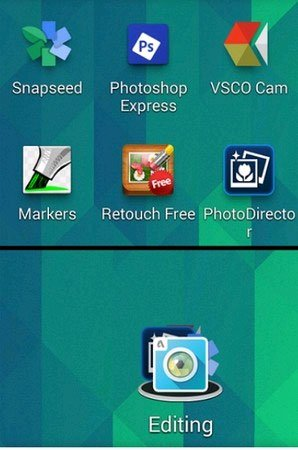 Ps
Snapseed
Photoshop
Express
VSCO Cam
Free
Markers
Retouch Free
PhotoDirecto
r
Editing